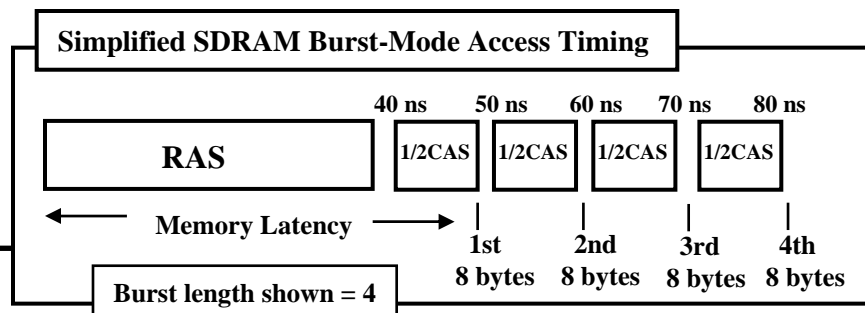 Simplified SDRAM Burst-Mode Access Timing
40 ns 50 ns 60 ns 70 ns 80 ns
RAS 1/2CAS 1/2CAS 1/2CAS 1/2CAS
Memory Latency
1st 2nd 3rd 4th
8 bytes 8 bytes 8 bytes 8 bytes
Burst length shown = 4